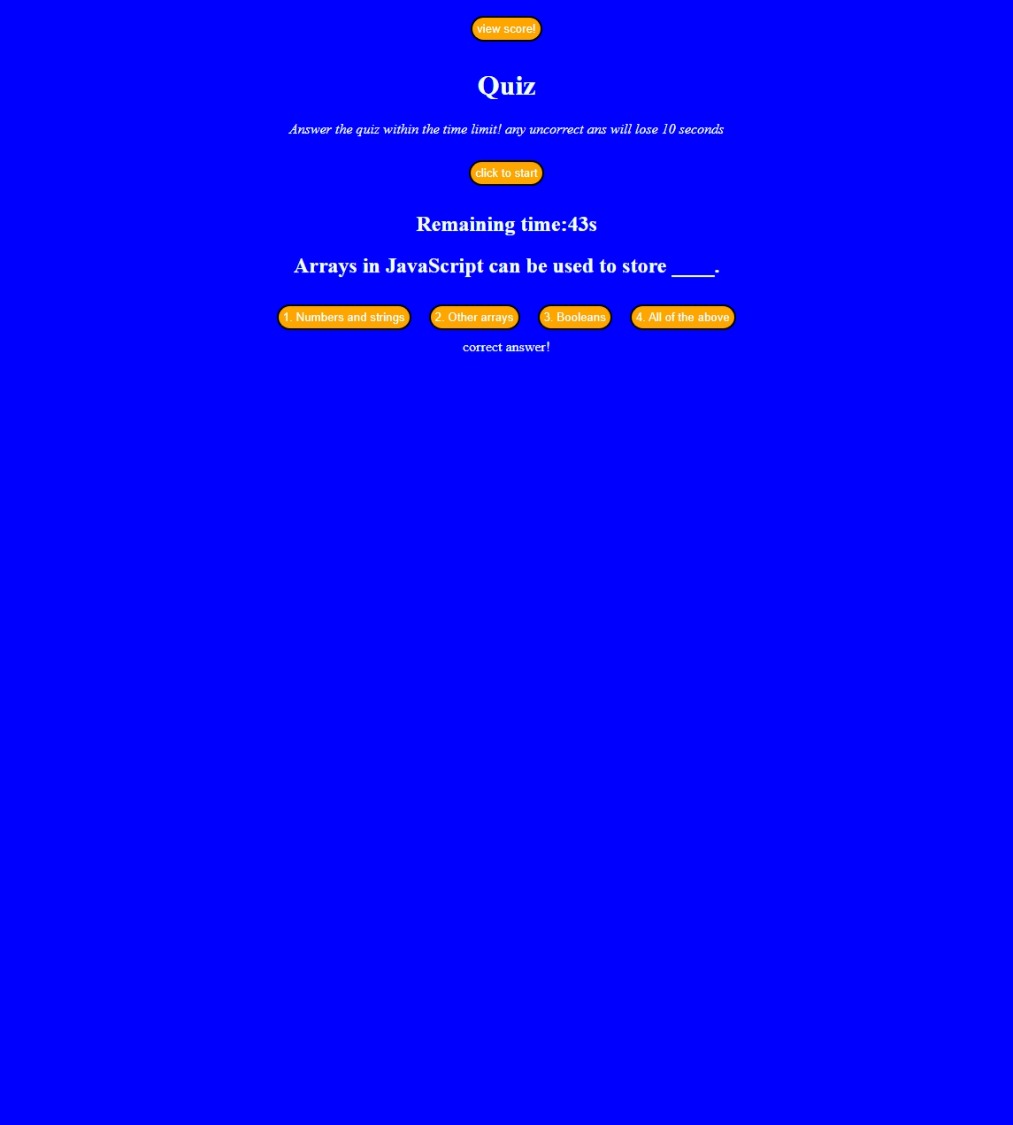 view score!
Quiz
Answer the quiz within the time limit! any uncorrect ans will lose 10 seconds
click to start
Remaining time:43s
Arrays in JavaScript can be used to store ____.
1. Numbers and strings 2. Other arrays 3. Booleans 4. All of the above
correct answer!